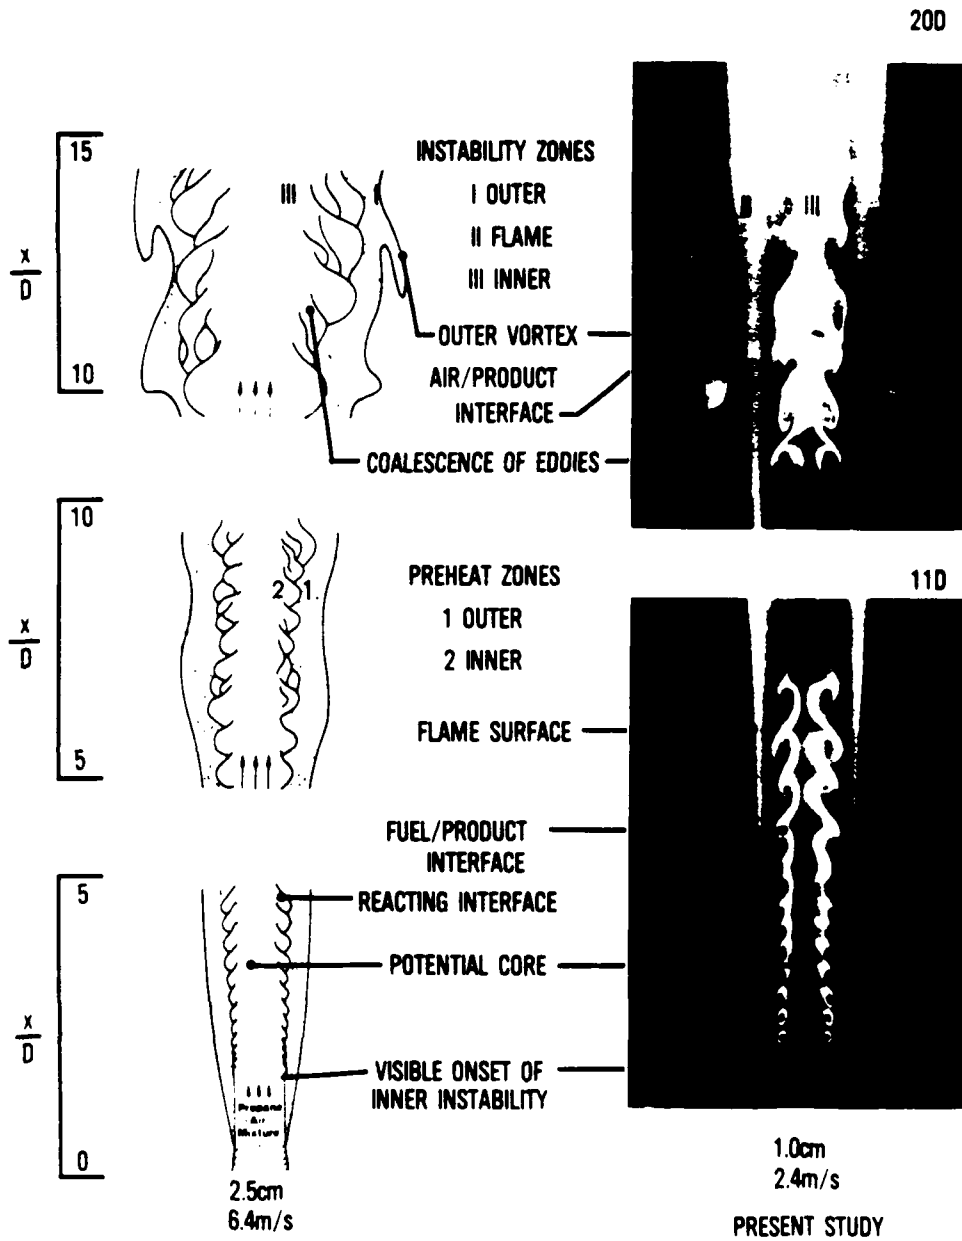 20D
15
X
D
10
III
I
INSTABILITY ZONES
I OUTER
II FLAME
III INNER
OUTER VORTEX
AIR/PRODUCT
INTERFACE
COALESCENCE OF EDDIES
III
10
X
D
5
2 1.
PREHEAT ZONES
1 OUTER
2 INNER
11D
FLAME SURFACE
FUEL/PRODUCT
INTERFACE
5
X
D
0
REACTING INTERFACE
POTENTIAL CORE
VISIBLE ONSET OF
INNER INSTABILITY
Propane
Air
Mixture
2.5cm
6.4m/s
1.0cm
2.4m/s
PRESENT STUDY